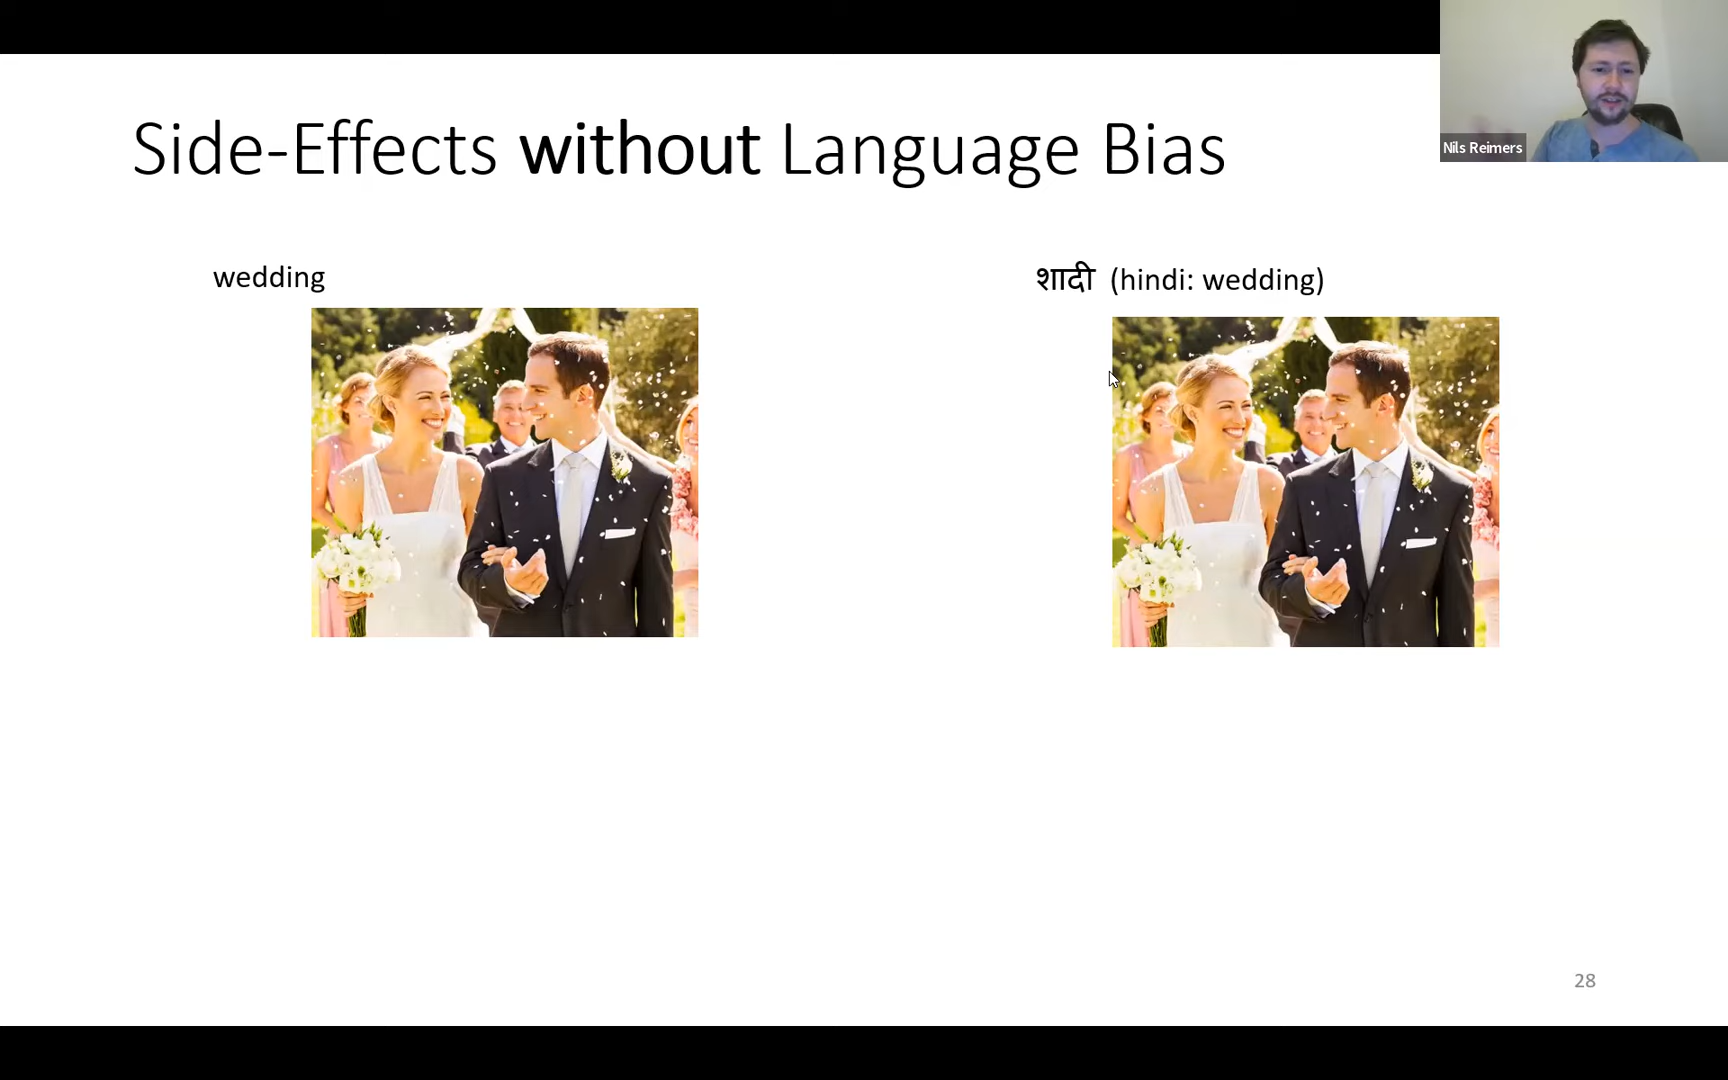 Side-Effects without Language Bias
Nils Reimers
wedding
शादी (hindi: wedding)
28